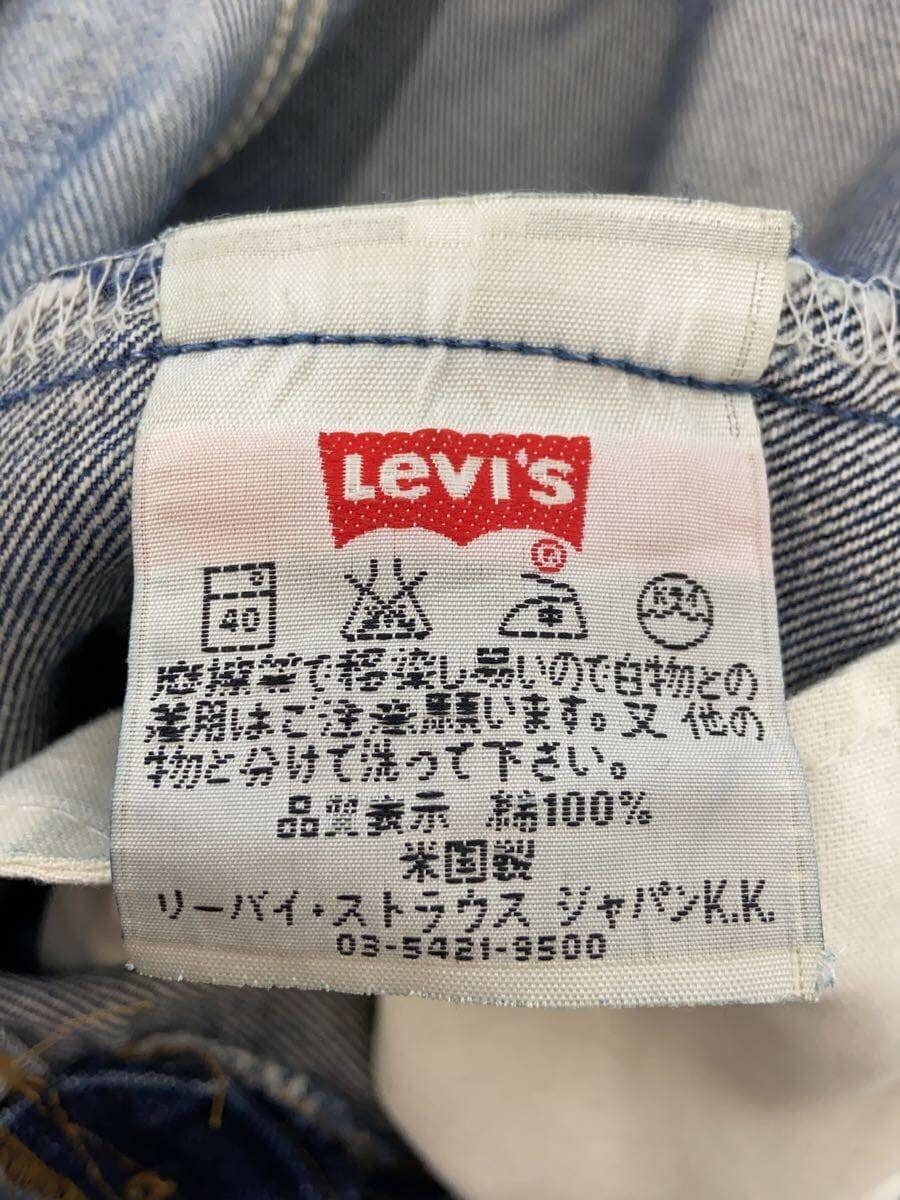 Levi's
®
40
摩擦等で移染し易いので白物との
着用はご注意願います。又 他の
物と分けて洗って下さい。
品質表示 綿100%
米国製
リーバイ・ストラウス ジャパンK.K.
03-5421-9500